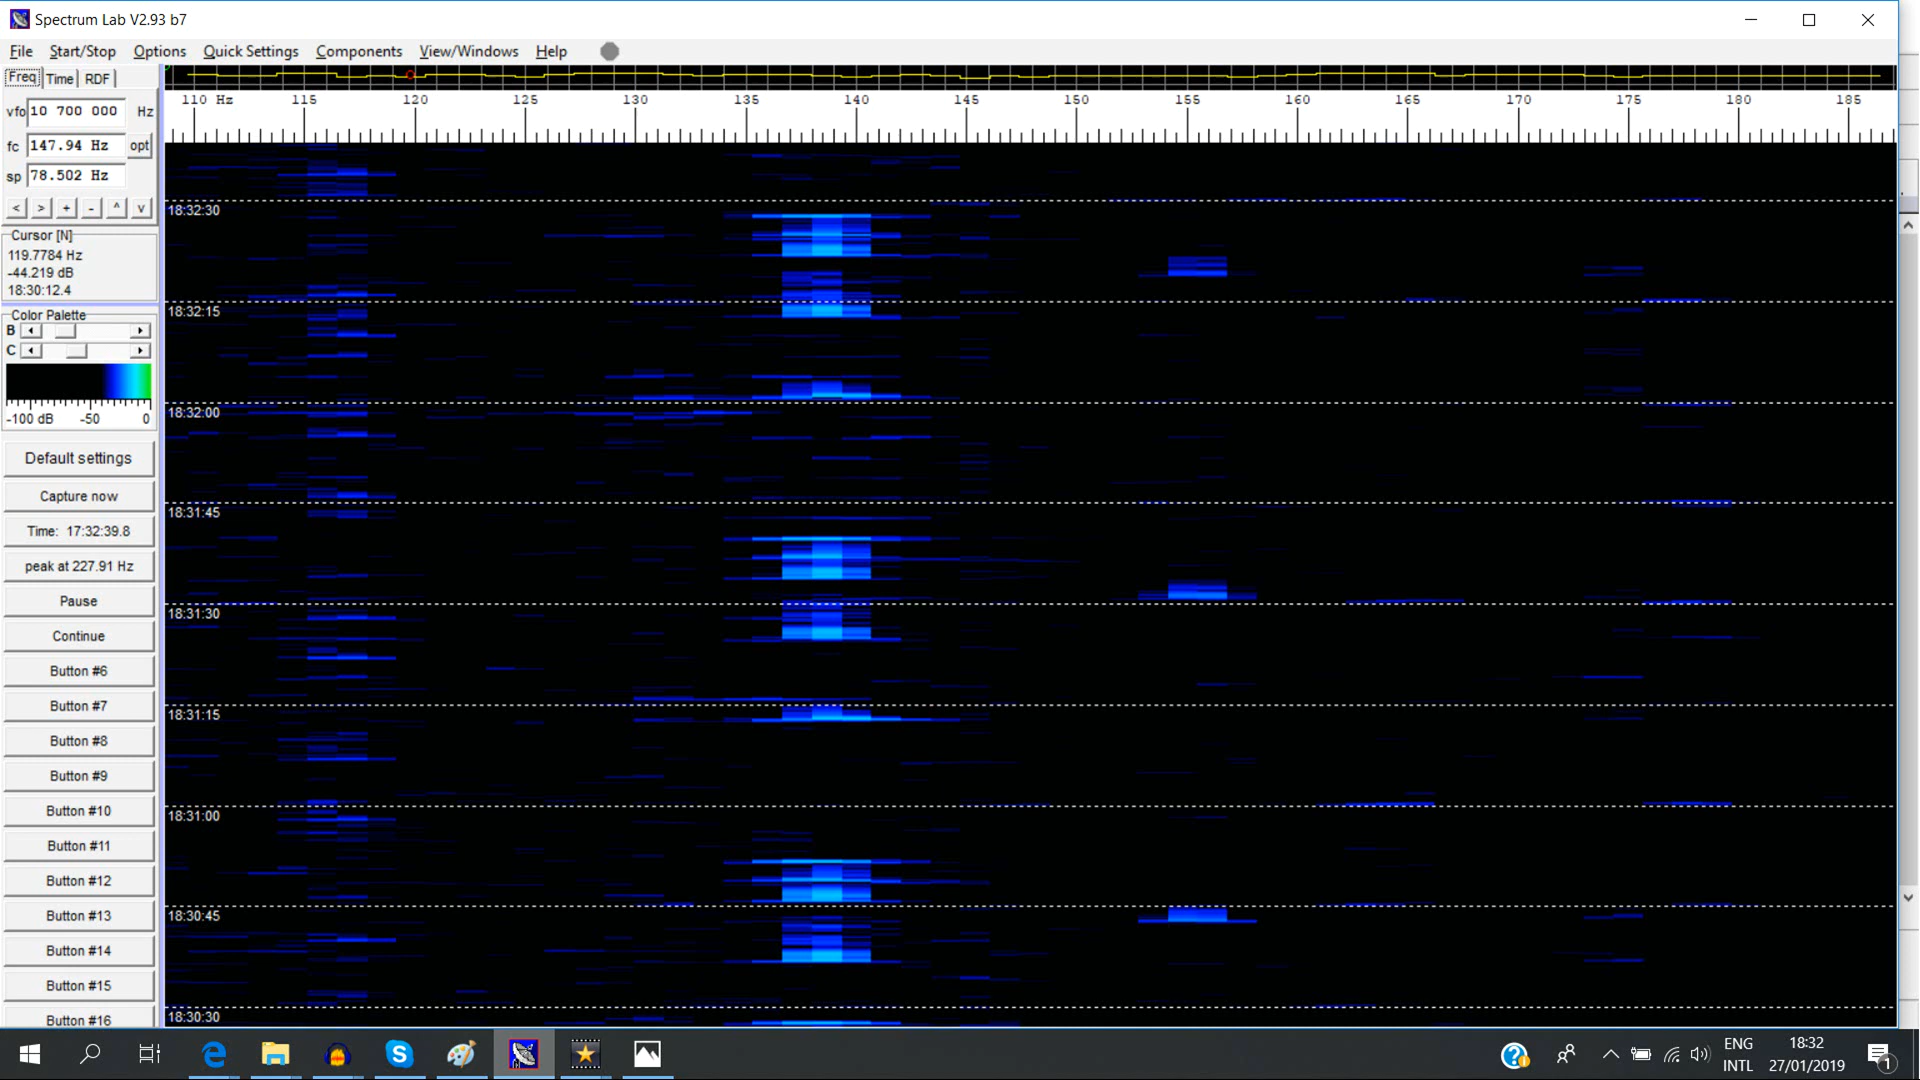 Spectrum Lab V2.93 b7
File Start/Stop Options Quick Settings Components View/Windows Help
Freq Time RDF
vfo 10 700 000 Hz
fc 147.94 Hz opt
sp 78.502 Hz
< > + - ^ v
Cursor [N]
119.7784 Hz
-44.219 dB
18:30:12.4
Color Palette
B
C
-100 dB -50 0
Default settings
Capture now
Time: 17:32:39.8
peak at 227.91 Hz
Pause
Continue
Button #6
Button #7
Button #8
Button #9
Button #10
Button #11
Button #12
Button #13
Button #14
Button #15
Button #16
110 Hz 115 120 125 130 135 140 145 150 155 160 165 170 175 180 185
18:32:30
18:32:15
18:32:00
18:31:45
18:31:30
18:31:15
18:31:00
18:30:45
18:30:30
ENG
INTL
18:32
27/01/2019
1